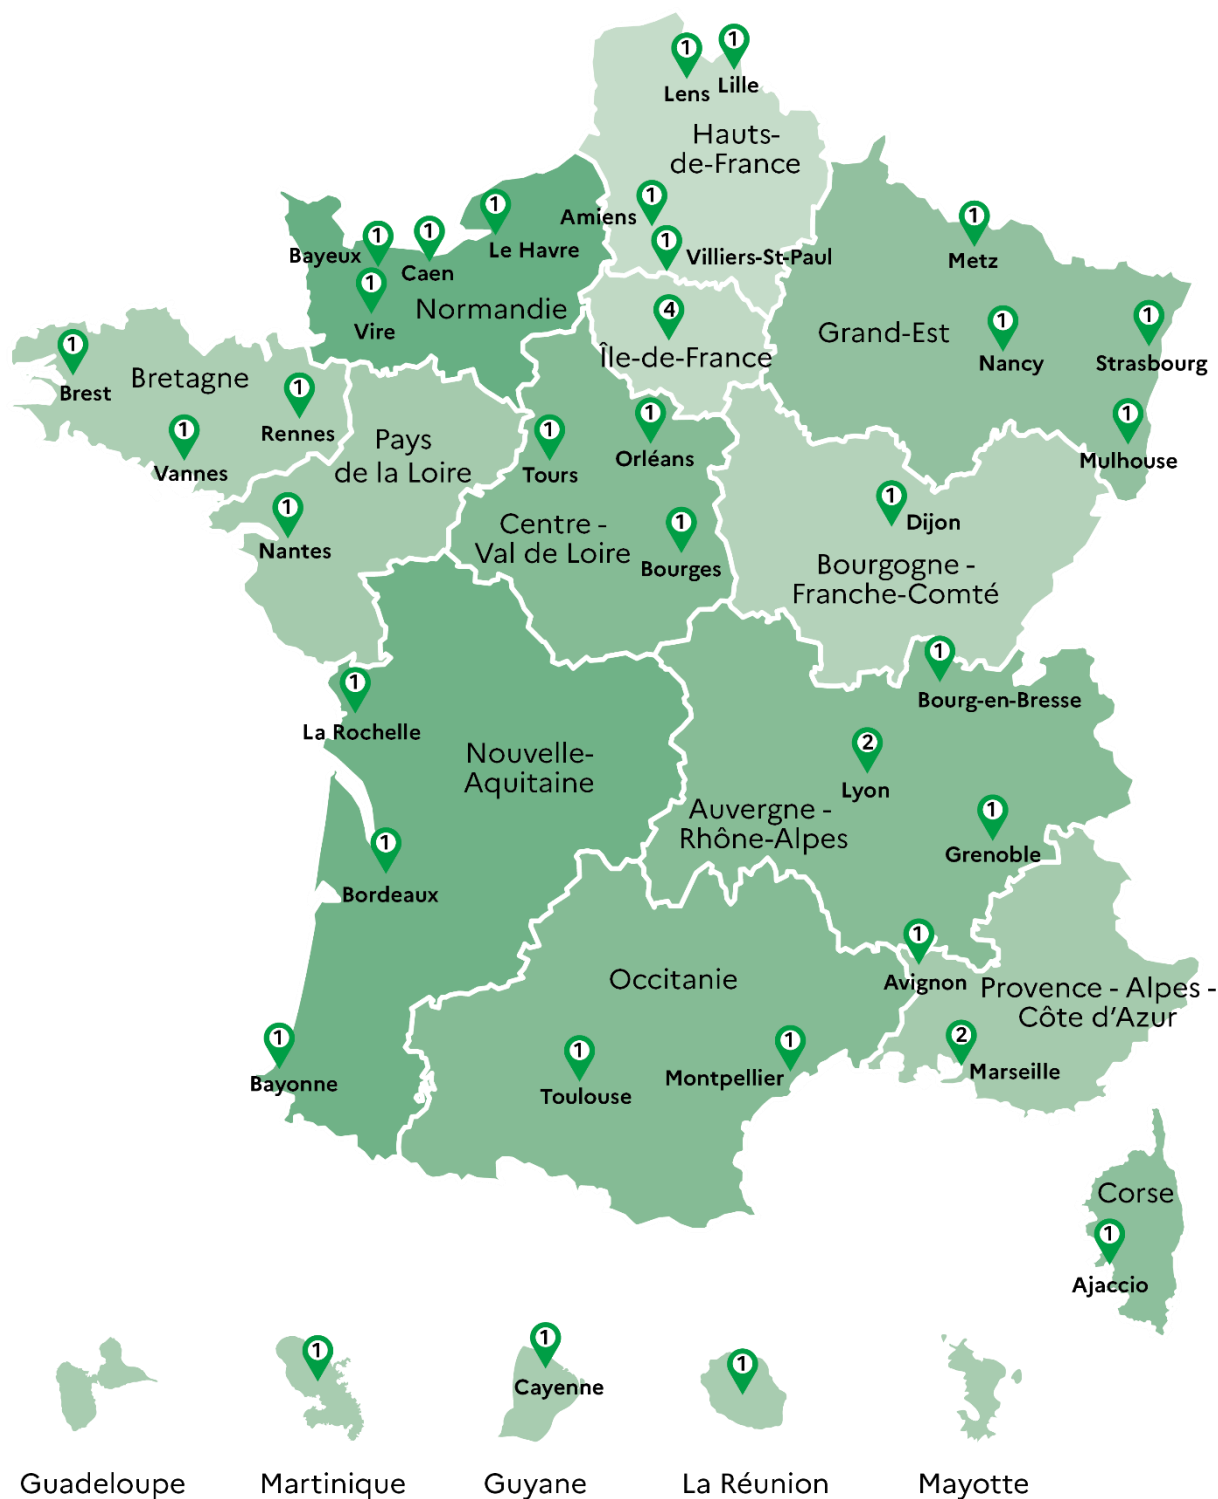 1
1
Lens
Lille
Hauts-
de-France
1
Amiens
1
Villiers-St-Paul
1
Le Havre
1
Bayeux
1
Caen
1
Vire
Normandie
1
Metz
Grand-Est
1
Nancy
1
Strasbourg
1
Mulhouse
4
Île-de-France
1
Brest
Bretagne
1
Rennes
1
Vannes
Pays
de la Loire
1
Nantes
1
Tours
1
Orléans
Centre -
Val de Loire
1
Bourges
1
Dijon
Bourgogne -
Franche-Comté
1
Bourg-en-Bresse
1
La Rochelle
Nouvelle-
Aquitaine
2
Lyon
Auvergne -
Rhône-Alpes
1
Grenoble
1
Bordeaux
1
Avignon
Occitanie
Provence - Alpes -
Côte d’Azur
1
Bayonne
1
Toulouse
1
Montpellier
2
Marseille
Corse
1
Ajaccio
1
1
Cayenne
1
Guadeloupe
Martinique
Guyane
La Réunion
Mayotte